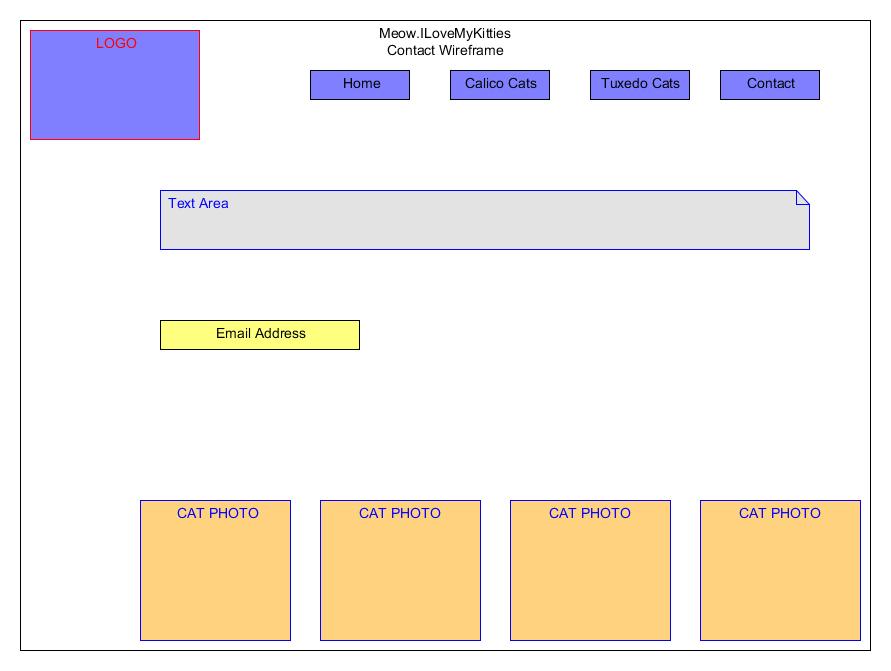 Meow.ILoveMyKitties
Contact Wireframe
LOGO
Home
Calico Cats
Tuxedo Cats
Contact
Text Area
Email Address
CAT PHOTO
CAT PHOTO
CAT PHOTO
CAT PHOTO